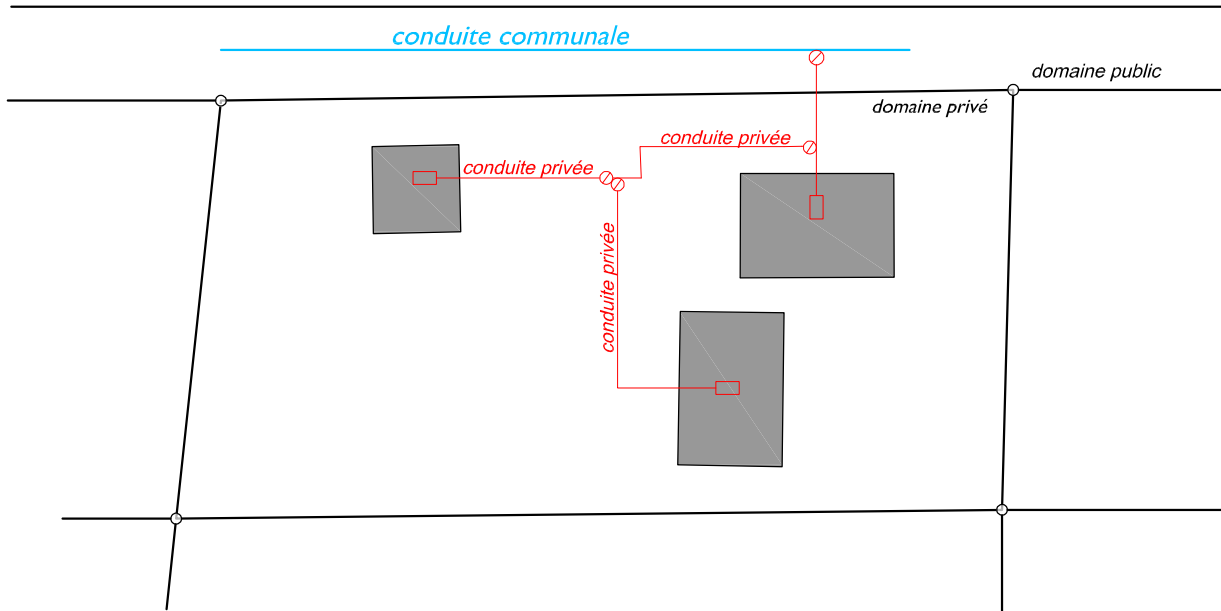 conduite communale
domaine public
domaine privé
conduite privée
conduite privée
conduite privée